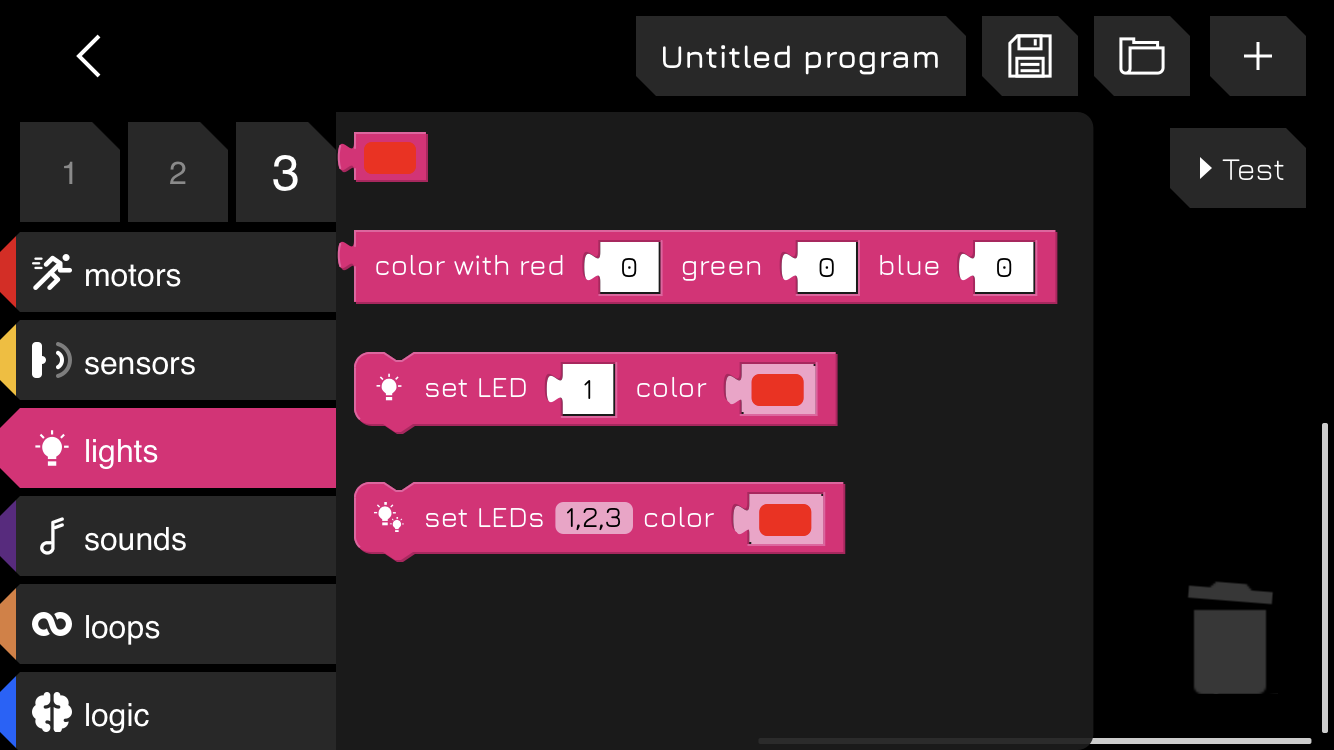 Untitled program
1 2 3
Test
motors
sensors
lights
sounds
loops
logic
color with red 0 green 0 blue 0
set LED 1 color
set LEDs 1,2,3 color